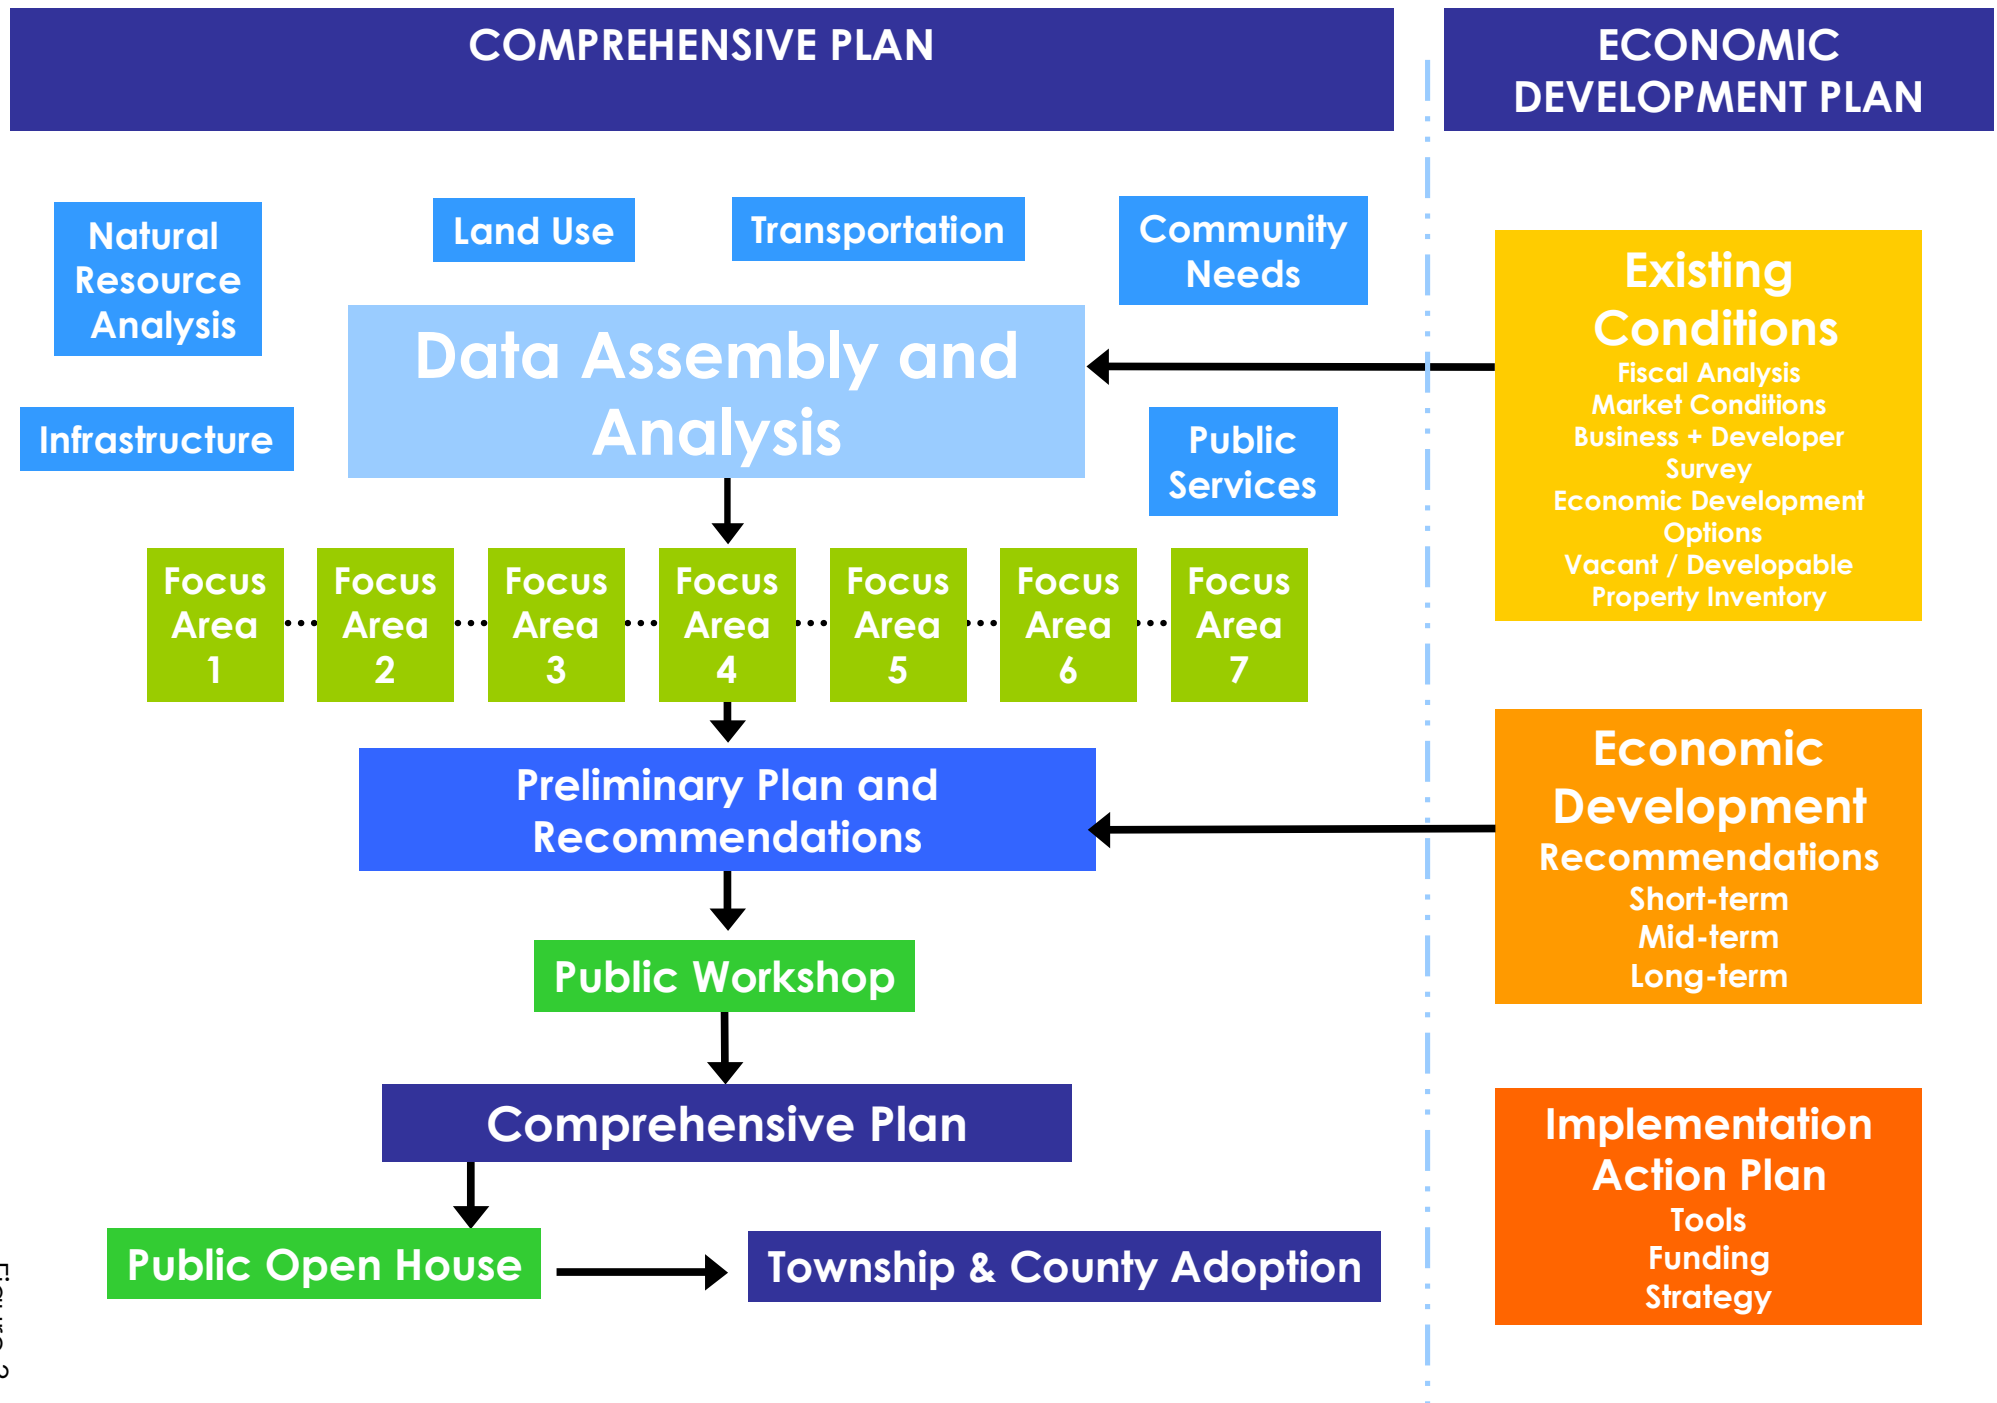 COMPREHENSIVE PLAN
ECONOMIC
DEVELOPMENT PLAN
Natural
Resource
Analysis
Land Use
Transportation
Community
Needs
Data Assembly and
Analysis
Infrastructure
Public
Services
Existing
Conditions
Fiscal Analysis
Market Conditions
Business + Developer
Survey
Economic Development
Options
Vacant / Developable
Property Inventory
Focus
Area
1
Focus
Area
2
Focus
Area
3
Focus
Area
4
Focus
Area
5
Focus
Area
6
Focus
Area
7
Preliminary Plan and
Recommendations
Economic
Development
Recommendations
Short-term
Mid-term
Long-term
Public Workshop
Comprehensive Plan
Implementation
Action Plan
Tools
Funding
Strategy
Public Open House
Township & County Adoption